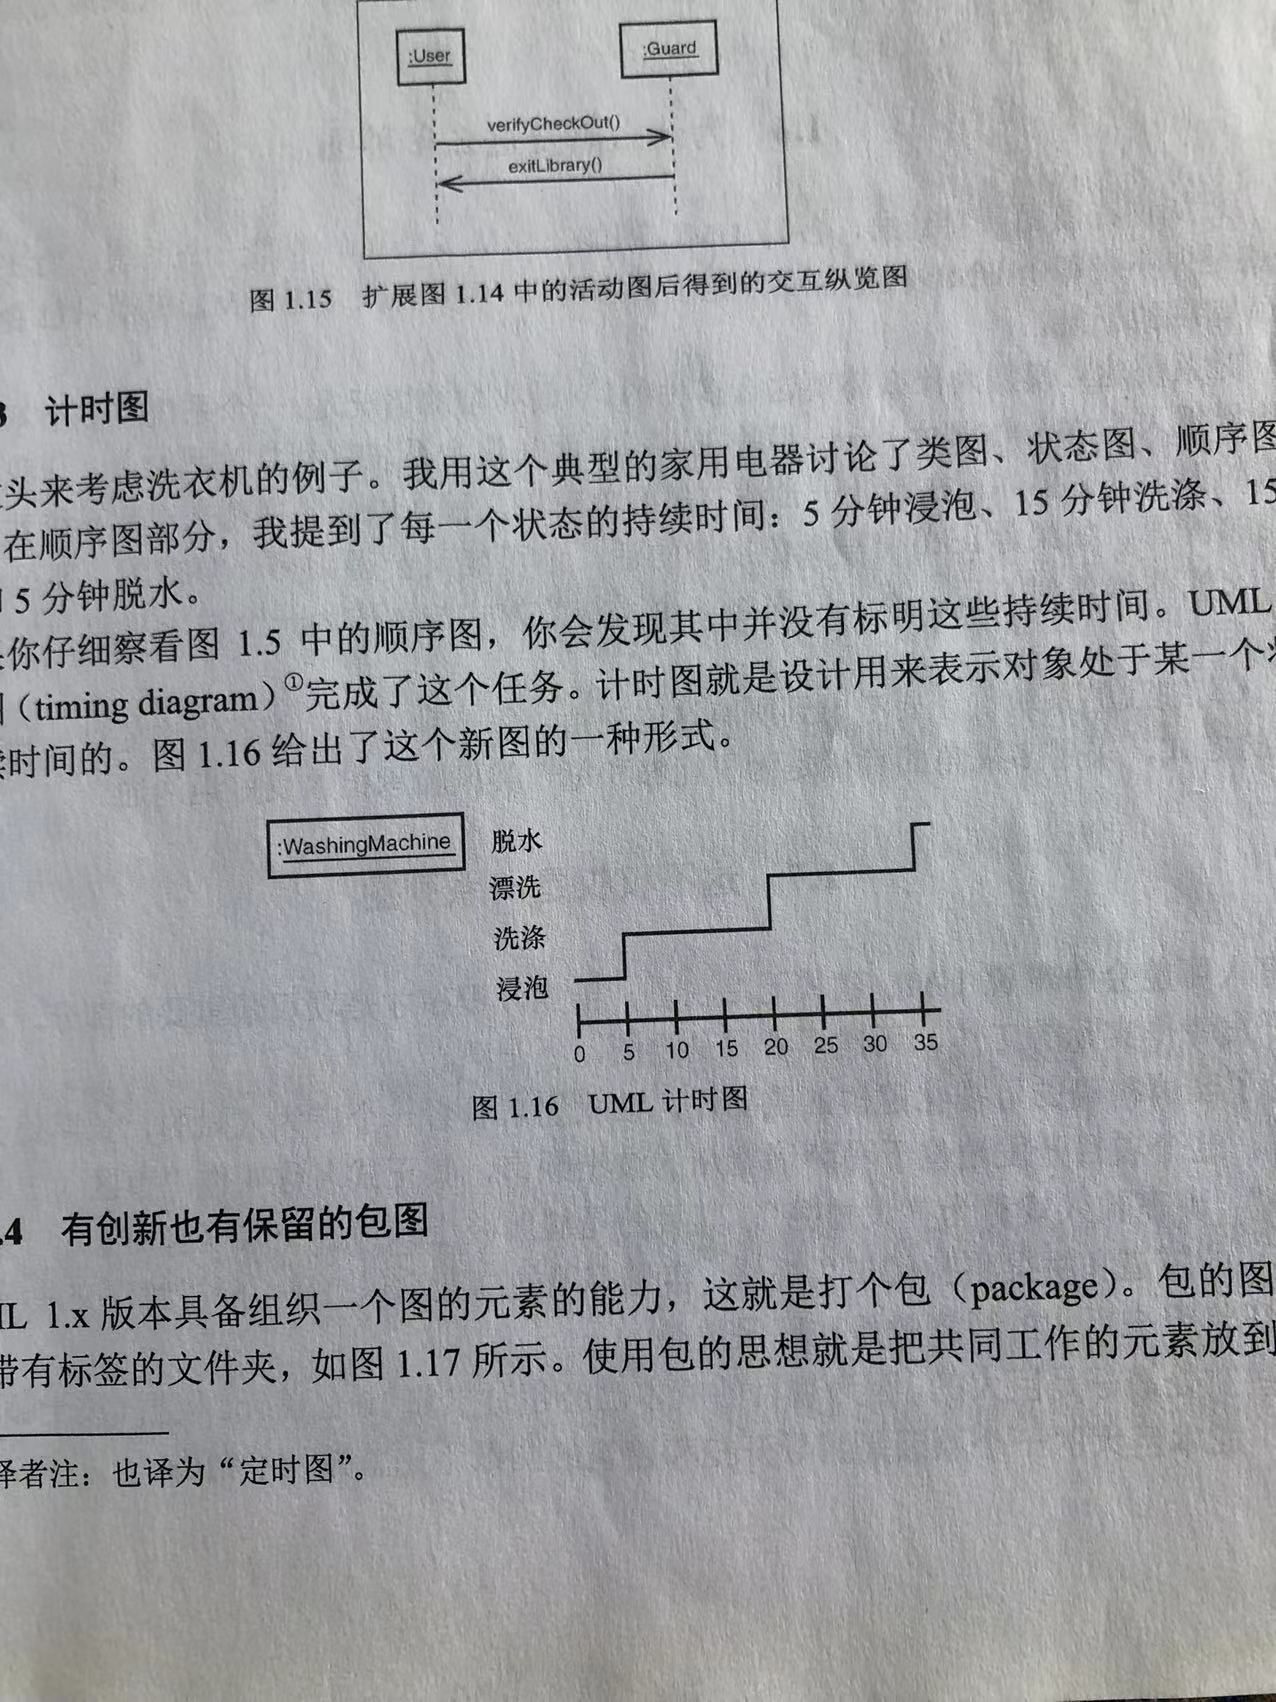 :User
:Guard
verifyCheckOut()
exitLibrary()
图 1.15 扩展图 1.14 中的活动图后得到的交互纵览图
3 计时图
头来考虑洗衣机的例子。我用这个典型的家用电器讨论了类图、状态图、顺序图
在顺序图部分，我提到了每一个状态的持续时间：5 分钟浸泡、15 分钟洗涤、15
5 分钟脱水。
你仔细察看图 1.5 中的顺序图，你会发现其中并没有标明这些持续时间。UML
（timing diagram）①完成了这个任务。计时图就是设计用来表示对象处于某一个
时间的。图 1.16 给出了这个新图的一种形式。
:WashingMachine
脱水
漂洗
洗涤
浸泡
0 5 10 15 20 25 30 35
图 1.16 UML 计时图
.4 有创新也有保留的包图
ML 1.x 版本具备组织一个图的元素的能力，这就是打个包（package）。包的图
带有标签的文件夹，如图 1.17 所示。使用包的思想就是把共同工作的元素放到
译者注：也译为“定时图”。